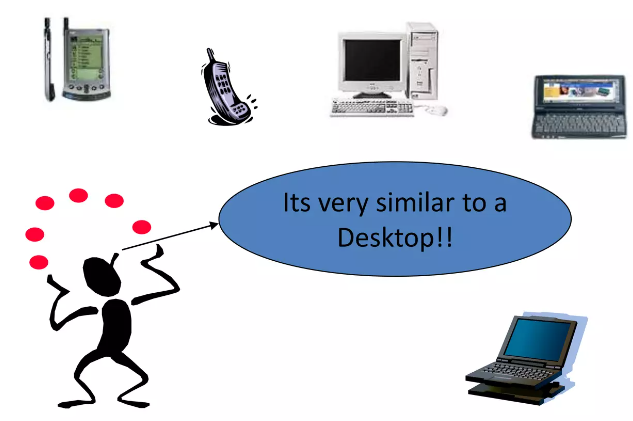 Its very similar to a
Desktop!!